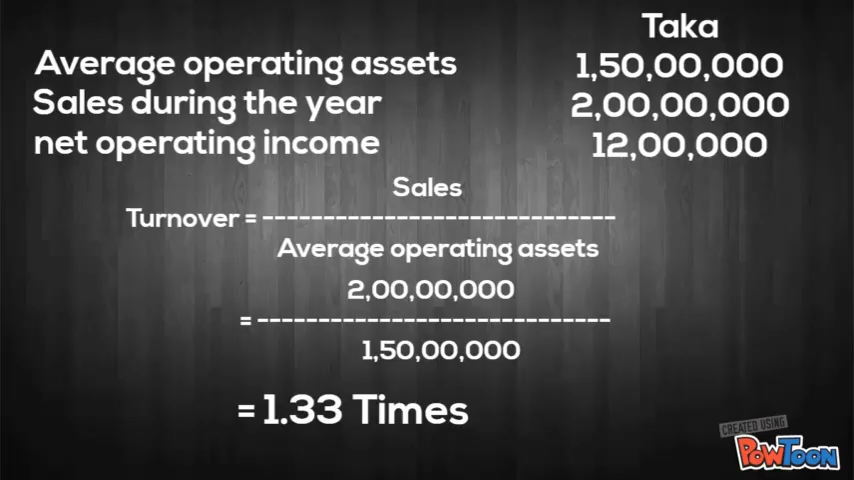 Taka
Average operating assets 1,50,00,000
Sales during the year 2,00,00,000
net operating income 12,00,000
Sales
Turnover = -----------------------------
Average operating assets
2,00,00,000
= -----------------------------
1,50,00,000
= 1.33 Times
CREATED USING
POWTOON